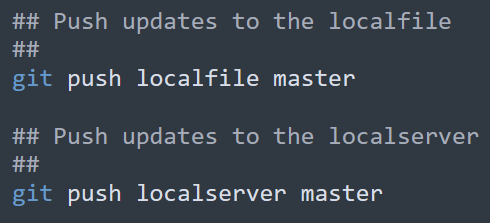 ## Push updates to the localfile
##
git push localfile master
## Push updates to the localserver
##
git push localserver master